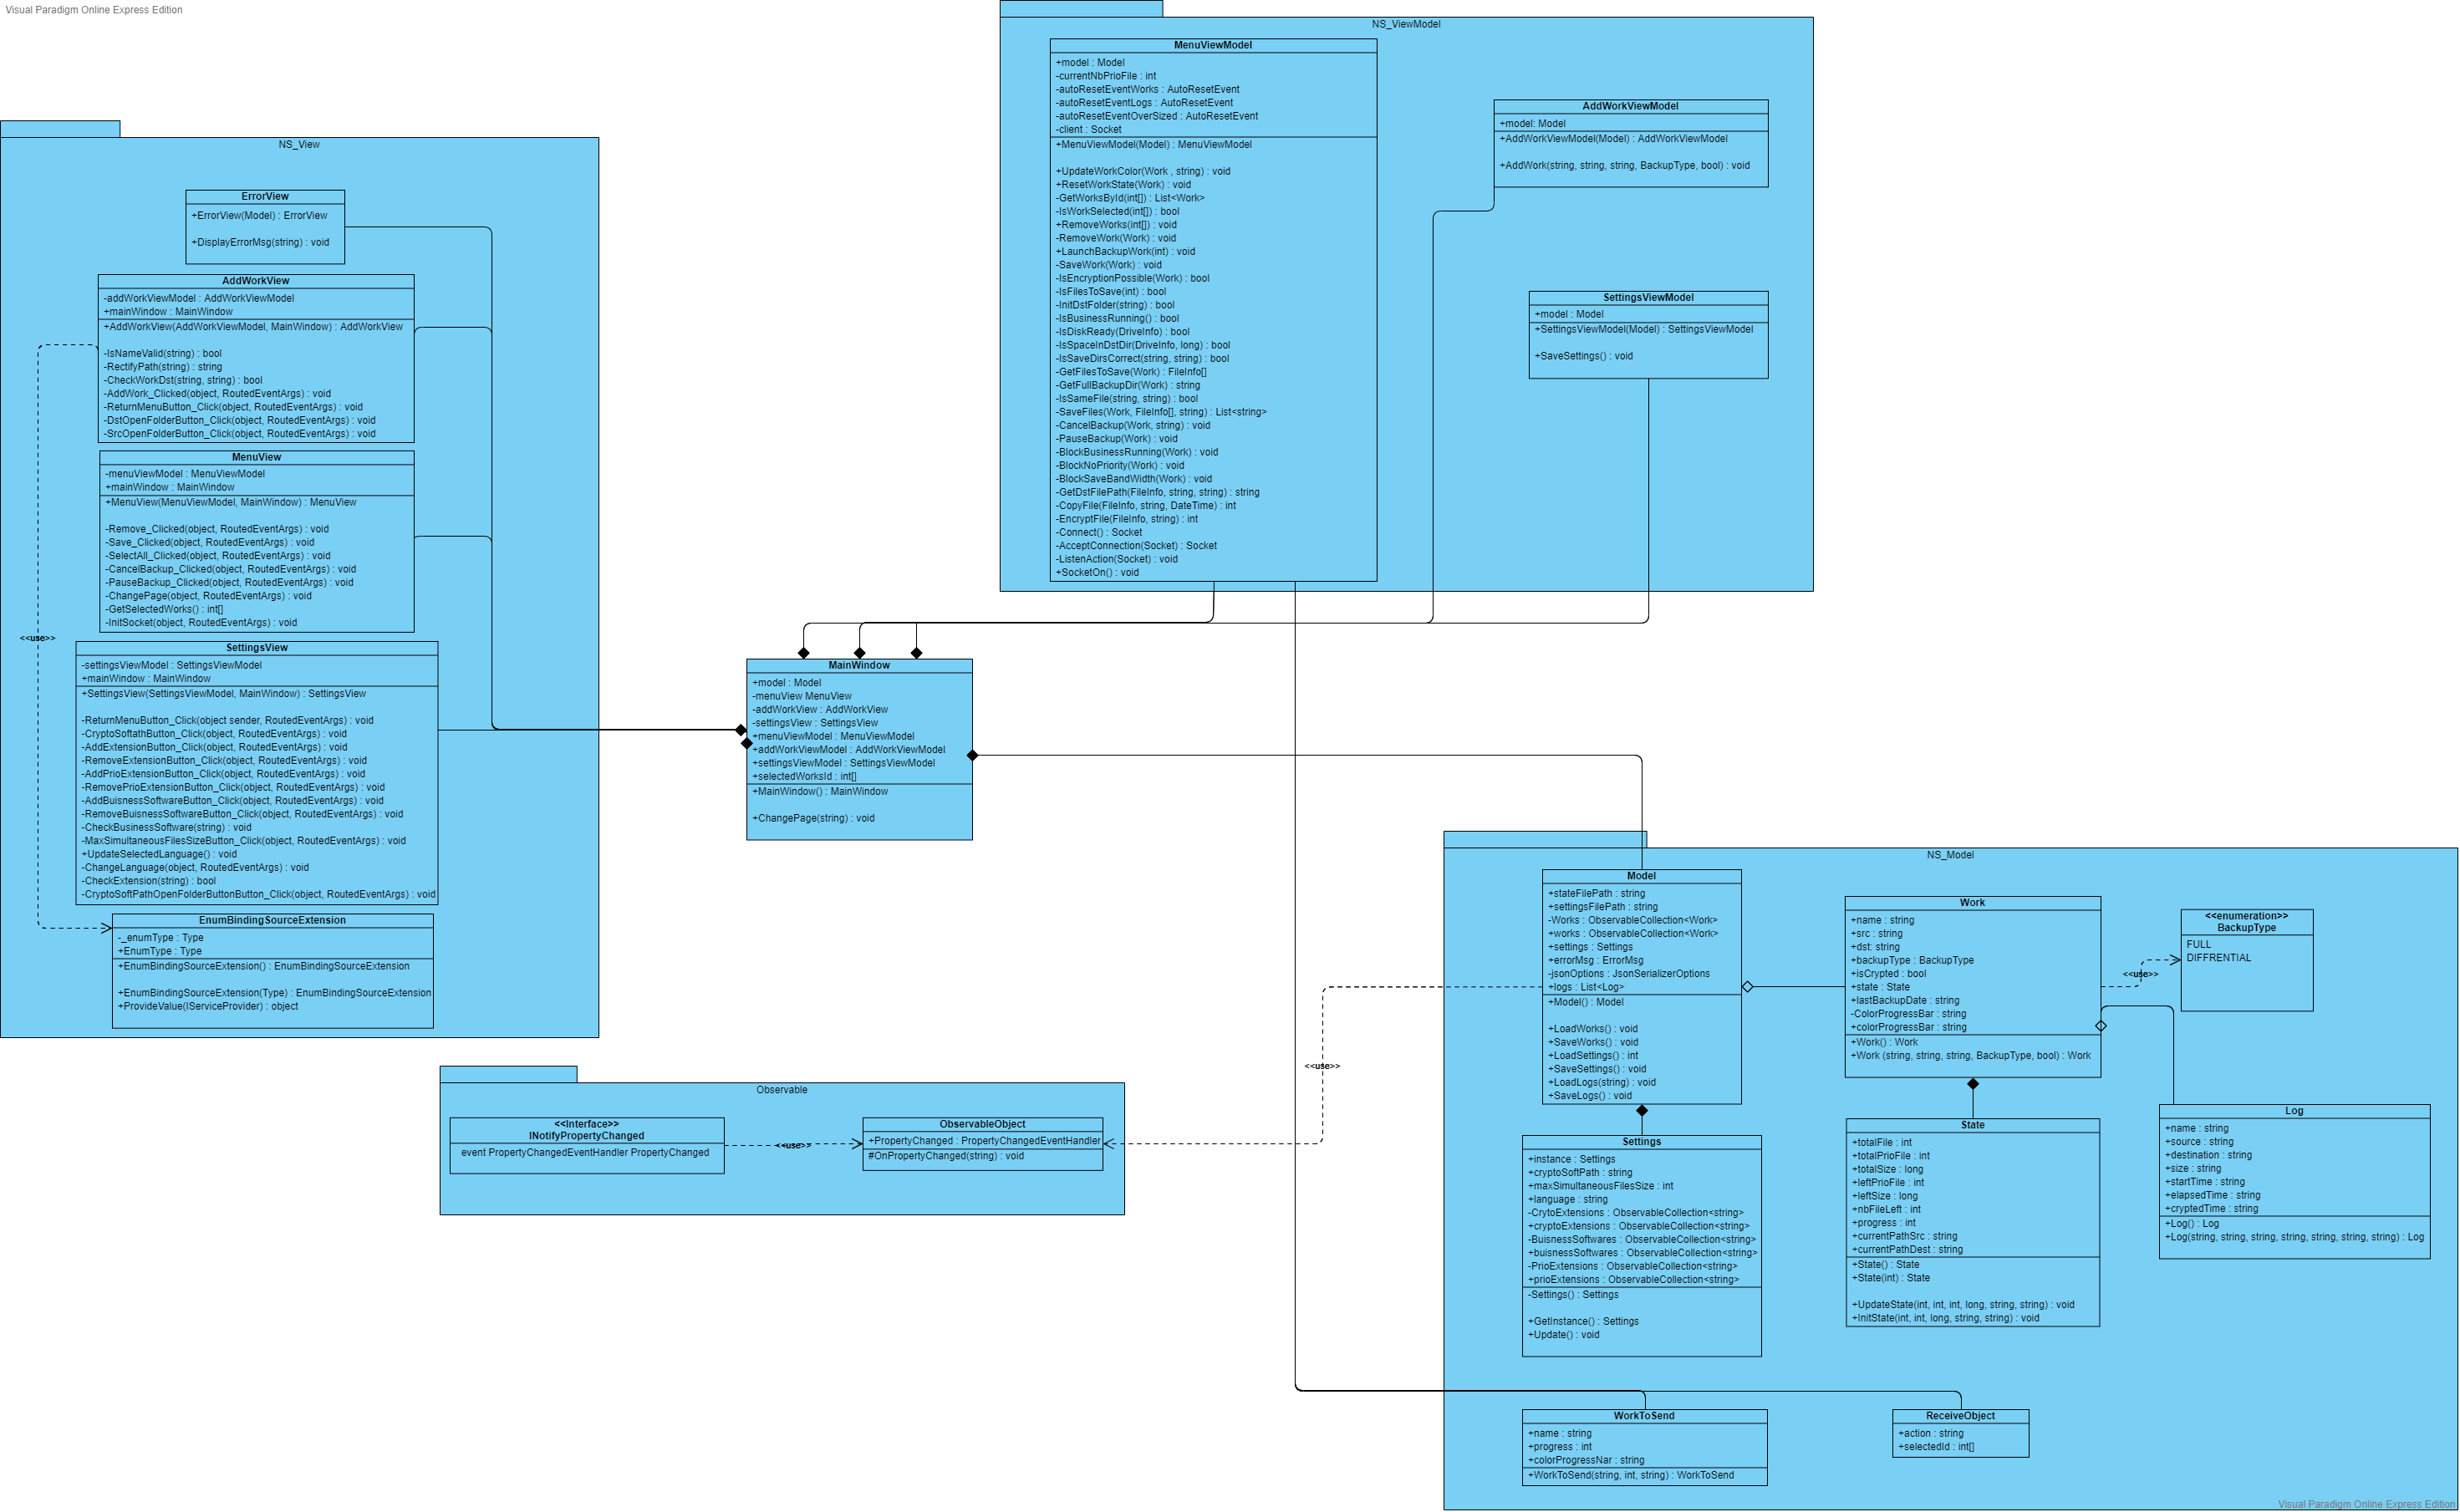 Visual Paradigm Online Express Edition
NS_View
ErrorView
+ErrorView(Model) : ErrorView
+DisplayErrorMsg(string) : void
AddWorkView
-addWorkViewModel : AddWorkViewModel
+mainWindow : MainWindow
+AddWorkView(AddWorkViewModel, MainWindow) : AddWorkView
-IsNameValid(string) : bool
-RectifyPath(string) : string
-CheckWorkDst(string, string) : bool
-AddWork_Clicked(object, RoutedEventArgs) : void
-ReturnMenuButton_Click(object, RoutedEventArgs) : void
-DstOpenFolderButton_Click(object, RoutedEventArgs) : void
-SrcOpenFolderButton_Click(object, RoutedEventArgs) : void
MenuView
-menuViewModel : MenuViewModel
+mainWindow : MainWindow
+MenuView(MenuViewModel, MainWindow) : MenuView
-Remove_Clicked(object, RoutedEventArgs) : void
-Save_Clicked(object, RoutedEventArgs) : void
-SelectAll_Clicked(object, RoutedEventArgs) : void
-CancelBackup_Clicked(object, RoutedEventArgs) : void
-PauseBackup_Clicked(object, RoutedEventArgs) : void
-ChangePage(object, RoutedEventArgs) : void
-GetSelectedWorks() : int[]
-InitSocket(object, RoutedEventArgs) : void
<<use>>
SettingsView
-settingsViewModel : SettingsViewModel
+mainWindow : MainWindow
+SettingsView(SettingsViewModel, MainWindow) : SettingsView
-ReturnMenuButton_Click(object sender, RoutedEventArgs) : void
-CryptoSoftathButton_Click(object, RoutedEventArgs) : void
-AddExtensionButton_Click(object, RoutedEventArgs) : void
-RemoveExtensionButton_Click(object, RoutedEventArgs) : void
-AddPrioExtensionButton_Click(object, RoutedEventArgs) : void
-RemovePrioExtensionButton_Click(object, RoutedEventArgs) : void
-AddBuisnessSoftwareButton_Click(object, RoutedEventArgs) : void
-RemoveBuisnessSoftwareButton_Click(object, RoutedEventArgs) : void
-CheckBusinessSoftware(string) : void
-MaxSimultaneousFilesSizeButton_Click(object, RoutedEventArgs) : void
+UpdateSelectedLanguage() : void
-ChangeLanguage(object, RoutedEventArgs) : void
-CheckExtension(string) : bool
-CryptoSoftPathOpenFolderButtonButton_Click(object, RoutedEventArgs) : void
EnumBindingSourceExtension
-_enumType : Type
+EnumType : Type
+EnumBindingSourceExtension() : EnumBindingSourceExtension
+EnumBindingSourceExtension(Type) : EnumBindingSourceExtension
+ProvideValue(IServiceProvider) : object
NS_ViewModel
MenuViewModel
+model : Model
-currentNbPrioFile : int
-autoResetEventWorks : AutoResetEvent
-autoResetEventLogs : AutoResetEvent
-autoResetEventOverSized : AutoResetEvent
-client : Socket
+MenuViewModel(Model) : MenuViewModel
+UpdateWorkColor(Work , string) : void
+ResetWorkState(Work) : void
-GetWorksById(int[]) : List<Work>
-IsWorkSelected(int[]) : bool
+RemoveWorks(int[]) : void
-RemoveWork(Work) : void
+LaunchBackupWork(int) : void
-SaveWork(Work) : void
-IsEncryptionPossible(Work) : bool
-IsFilesToSave(int) : bool
-InitDstFolder(string) : bool
-IsBusinessRunning() : bool
-IsDiskReady(DriveInfo) : bool
-IsSpaceInDstDir(DriveInfo, long) : bool
-IsSaveDirsCorrect(string, string) : bool
-GetFilesToSave(Work) : FileInfo[]
-GetFullBackupDir(Work) : string
-IsSameFile(string, string) : bool
-SaveFiles(Work, FileInfo[], string) : List<string>
-CancelBackup(Work, string) : void
-PauseBackup(Work) : void
-BlockBusinessRunning(Work) : void
-BlockNoPriority(Work) : void
-BlockSaveBandWidth(Work) : void
-GetDstFilePath(FileInfo, string, string) : string
-CopyFile(FileInfo, string, DateTime) : int
-EncryptFile(FileInfo, string) : int
-Connect() : Socket
-AcceptConnection(Socket) : Socket
-ListenAction(Socket) : void
+SocketOn() : void
AddWorkViewModel
+model: Model
+AddWorkViewModel(Model) : AddWorkViewModel
+AddWork(string, string, string, BackupType, bool) : void
SettingsViewModel
+model : Model
+SettingsViewModel(Model) : SettingsViewModel
+SaveSettings() : void
MainWindow
+model : Model
-menuView MenuView
-addWorkView : AddWorkView
-settingsView : SettingsView
+menuViewModel : MenuViewModel
+addWorkViewModel : AddWorkViewModel
+settingsViewModel : SettingsViewModel
+selectedWorksId : int[]
+MainWindow() : MainWindow
+ChangePage(string) : void
Observable
<<Interface>>
INotifyPropertyChanged
event PropertyChangedEventHandler PropertyChanged
<<use>>
ObservableObject
+PropertyChanged : PropertyChangedEventHandler
#OnPropertyChanged(string) : void
<<use>>
NS_Model
Model
+stateFilePath : string
+settingsFilePath : string
-Works : ObservableCollection<Work>
+works : ObservableCollection<Work>
+settings : Settings
+errorMsg : ErrorMsg
-jsonOptions : JsonSerializerOptions
+logs : List<Log>
+Model() : Model
+LoadWorks() : void
+SaveWorks() : void
+LoadSettings() : int
+SaveSettings() : void
+LoadLogs(string) : void
+SaveLogs() : void
Work
+name : string
+src : string
+dst: string
+backupType : BackupType
+isCrypted : bool
+state : State
+lastBackupDate : string
-ColorProgressBar : string
+colorProgressBar : string
+Work() : Work
+Work (string, string, string, BackupType, bool) : Work
<<use>>
<<enumeration>>
BackupType
FULL
DIFFRENTIAL
Settings
+instance : Settings
+cryptoSoftPath : string
+maxSimultaneousFilesSize : int
+language : string
-CrytoExtensions : ObservableCollection<string>
+cryptoExtensions : ObservableCollection<string>
-BuisnessSoftwares : ObservableCollection<string>
+buisnessSoftwares : ObservableCollection<string>
-PrioExtensions : ObservableCollection<string>
+prioExtensions : ObservableCollection<string>
-Settings() : Settings
+GetInstance() : Settings
+Update() : void
State
+totalFile : int
+totalPrioFile : int
+totalSize : long
+leftPrioFile : int
+leftSize : long
+nbFileLeft : int
+progress : int
+currentPathSrc : string
+currentPathDest : string
+State() : State
+State(int) : State
+UpdateState(int, int, int, long, string, string) : void
+InitState(int, int, long, string, string) : void
Log
+name : string
+source : string
+destination : string
+size : string
+startTime : string
+elapsedTime : string
+cryptedTime : string
+Log() : Log
+Log(string, string, string, string, string, string, string) : Log
WorkToSend
+name : string
+progress : int
+colorProgressNar : string
+WorkToSend(string, int, string) : WorkToSend
ReceiveObject
+action : string
+selectedId : int[]
Visual Paradigm Online Express Edition